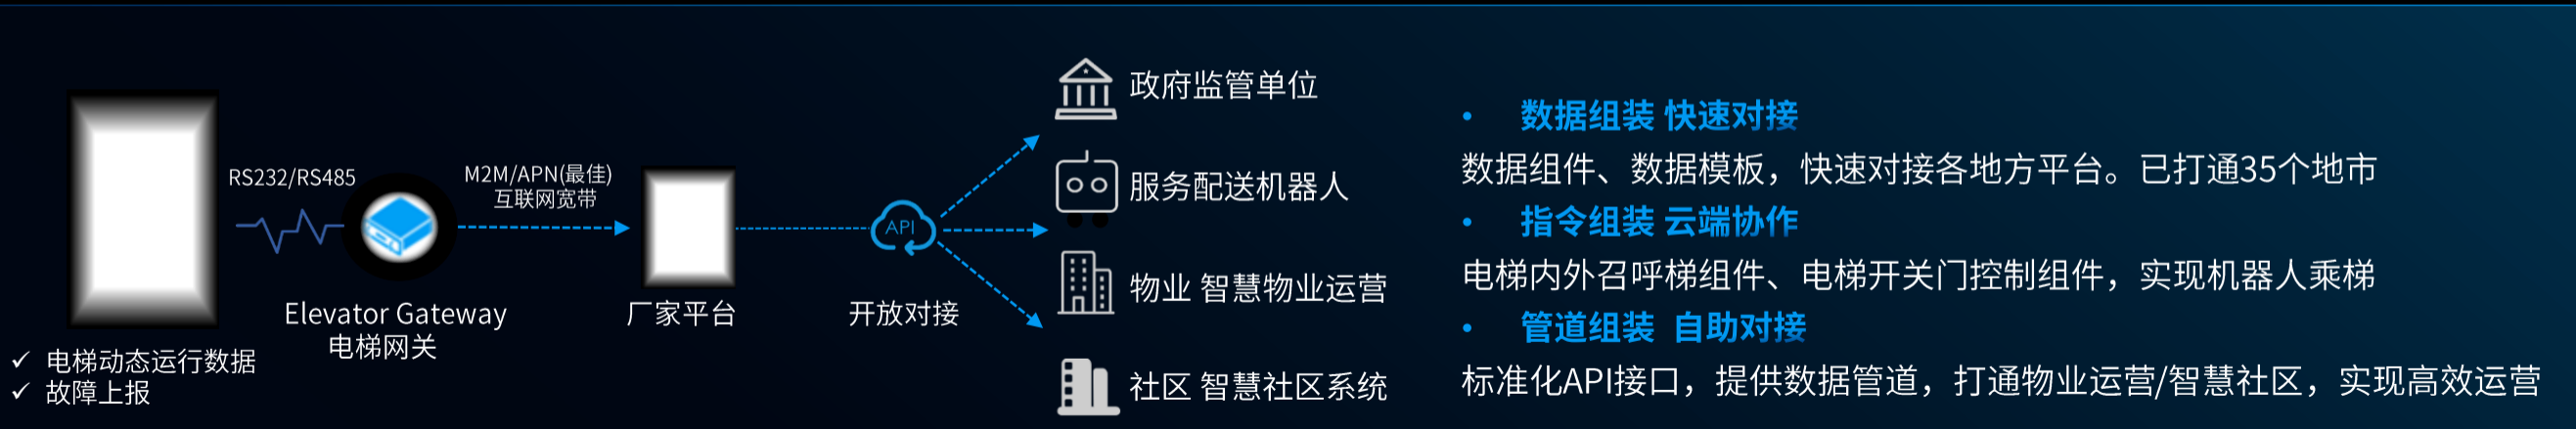 RS232/RS485
M2M/APN(最佳)
互联网宽带
Elevator Gateway
电梯网关
✓ 电梯动态运行数据
✓ 故障上报
厂家平台
API
开放对接
政府监管单位
服务配送机器人
物业 智慧物业运营
社区 智慧社区系统
• 数据组装 快速对接
数据组件、数据模板，快速对接各地方平台。已打通35个地市
• 指令组装 云端协作
电梯内外召呼梯组件、电梯开关门控制组件，实现机器人乘梯
• 管道组装 自助对接
标准化API接口，提供数据管道，打通物业运营/智慧社区，实现高效运营